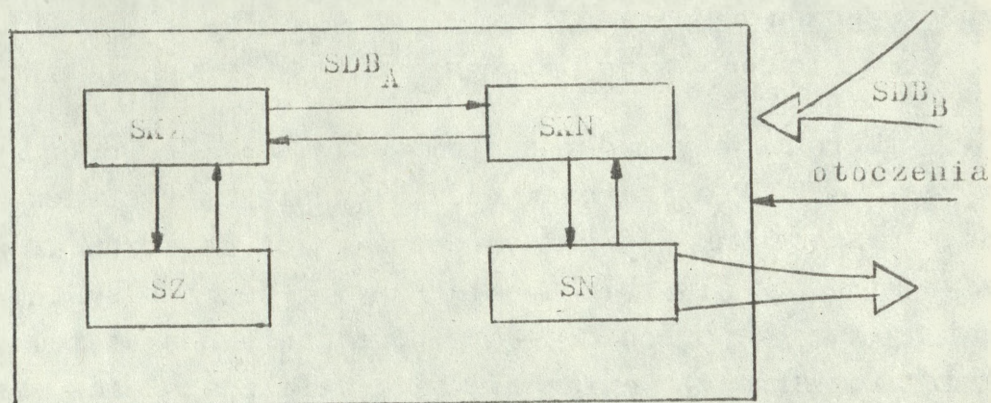 SDB_A
SKZ
SKN
SDB_B
otoczenia
SZ
SN